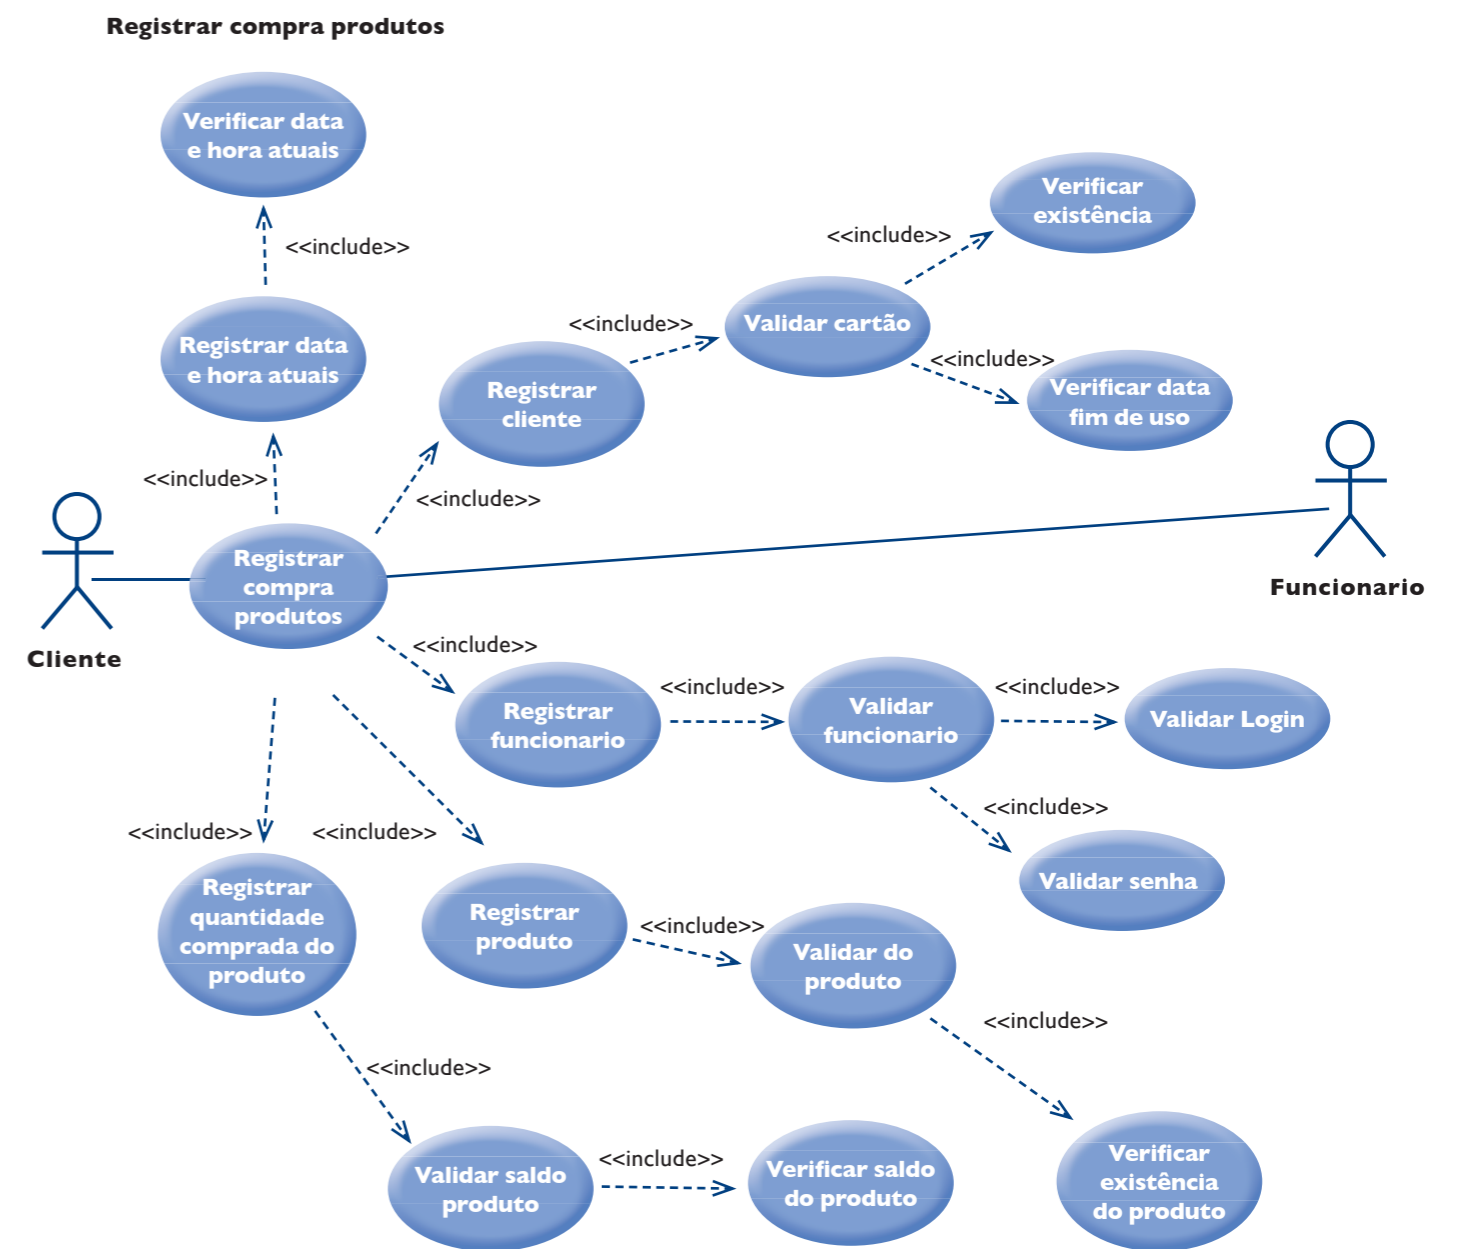 Registrar compra produtos
Verificar data
e hora atuais
<<include>>
Registrar data
e hora atuais
<<include>>
Registrar
cliente
<<include>>
<<include>>
Validar cartão
<<include>>
Verificar
existência
<<include>>
Verificar data
fim de uso
Cliente
Registrar
compra
produtos
Funcionario
<<include>>
Registrar
funcionario
<<include>>
Validar
funcionario
<<include>>
Validar Login
<<include>>
Validar senha
<<include>>
<<include>>
Registrar
quantidade
comprada do
produto
Registrar
produto
<<include>>
Validar do
produto
<<include>>
Verificar
existência
do produto
<<include>>
Validar saldo
produto
<<include>>
Verificar saldo
do produto